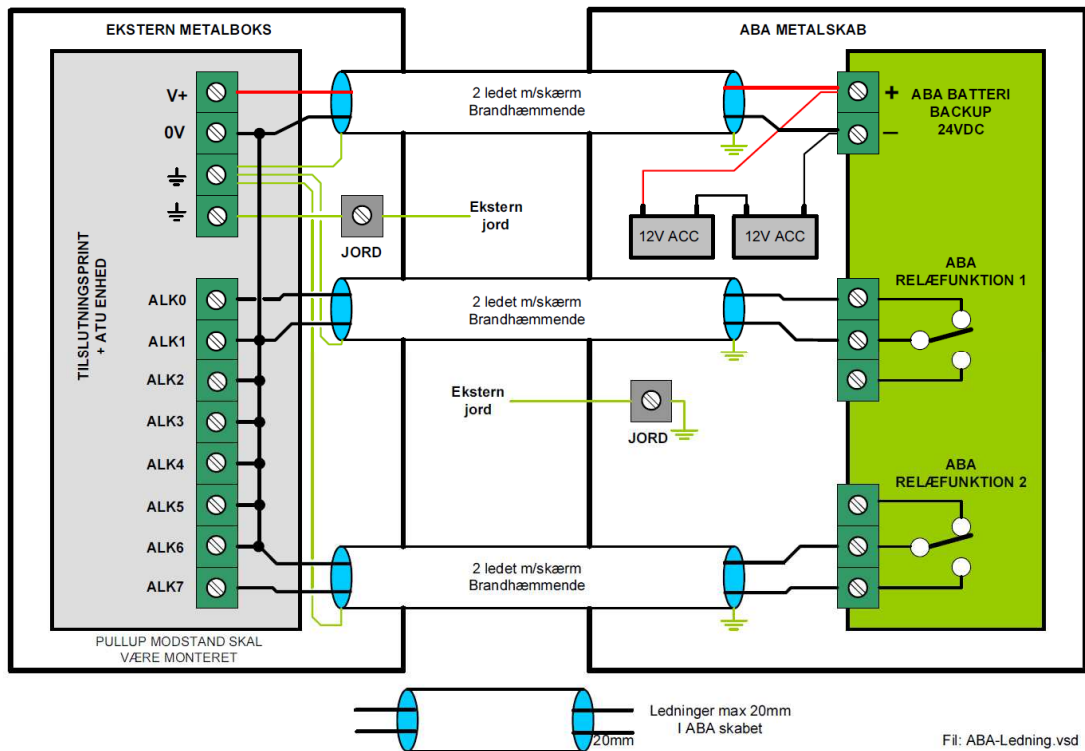 EKSTERN METALBOKS
ABA METALSKAB
V+
0V
TILSLUTNINGSPRINT
+ ATU ENHED
ALK0
ALK1
ALK2
ALK3
ALK4
ALK5
ALK6
ALK7
PULLUP MODSTAND SKAL
VÆRE MONTERET
2 ledet m/skærm
Brandhæmmende
JORD
Ekstern
jord
2 ledet m/skærm
Brandhæmmende
Ekstern
jord
JORD
2 ledet m/skærm
Brandhæmmende
+
−
ABA BATTERI
BACKUP
24VDC
12V ACC
12V ACC
ABA
RELÆFUNKTION 1
ABA
RELÆFUNKTION 2
20mm
Ledninger max 20mm
I ABA skabet
Fil: ABA-Ledning.vsd